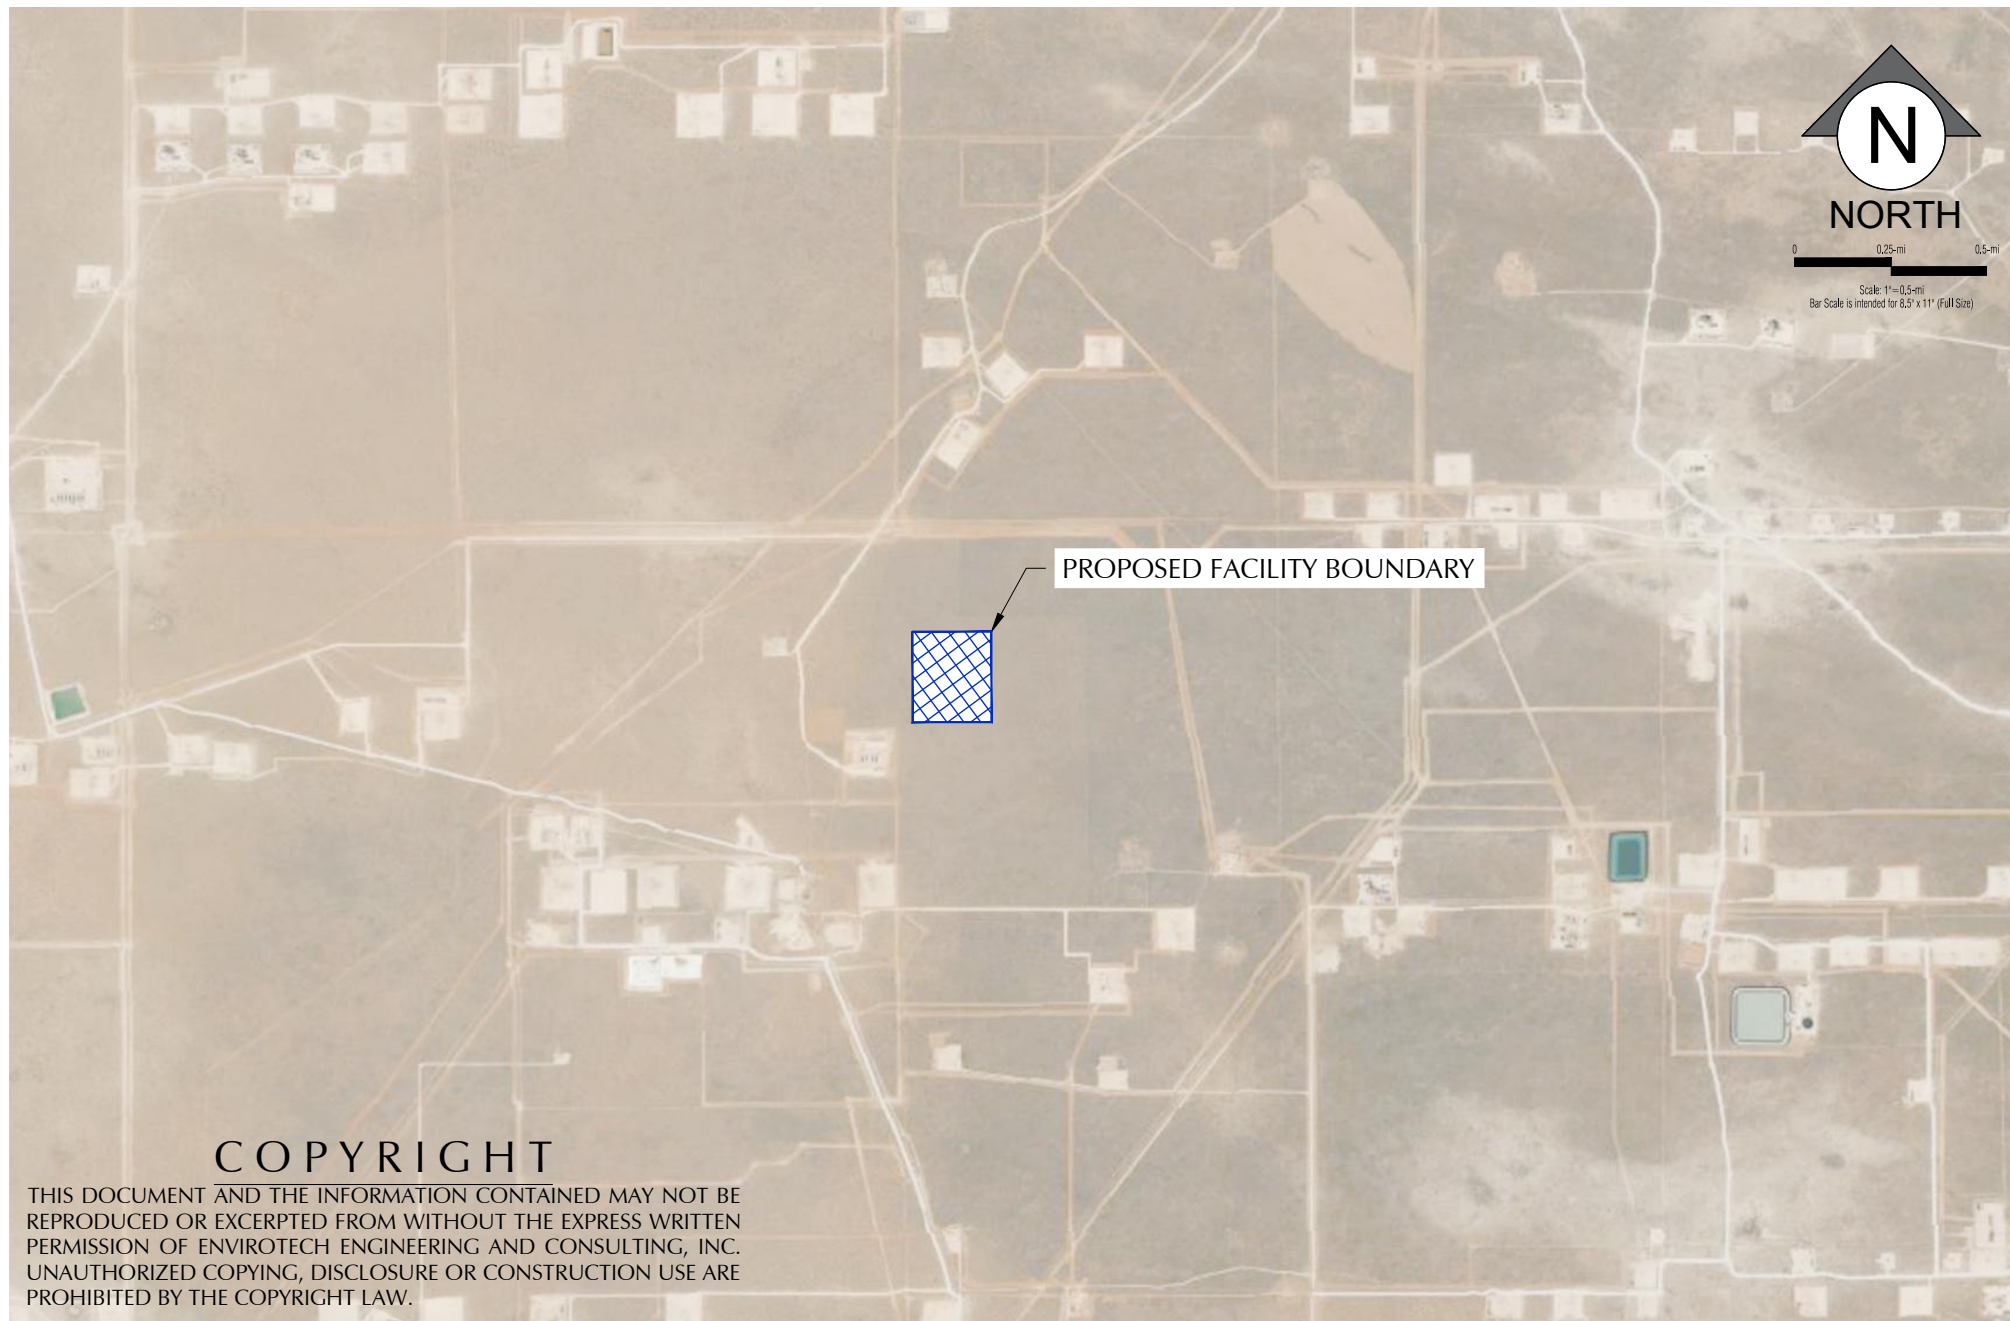 N
NORTH
0 0.25-mi 0.5-mi
Scale: 1"=0.5-mi
Bar Scale is intended for 8.5" x 11" (Full Size)
PROPOSED FACILITY BOUNDARY
COPYRIGHT
THIS DOCUMENT AND THE INFORMATION CONTAINED MAY NOT BE
REPRODUCED OR EXCERPTED FROM WITHOUT THE EXPRESS WRITTEN
PERMISSION OF ENVIROTECH ENGINEERING AND CONSULTING, INC.
UNAUTHORIZED COPYING, DISCLOSURE OR CONSTRUCTION USE ARE
PROHIBITED BY THE COPYRIGHT LAW.